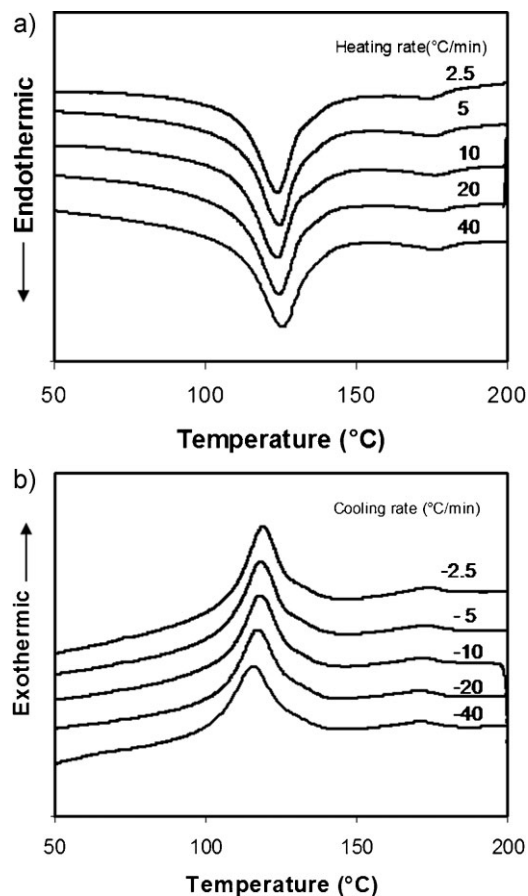 a)
Heating rate(°C/min)
2.5
5
10
20
40
Endothermic
50 100 150 200
Temperature (°C)
b)
Cooling rate (°C/min)
-2.5
- 5
-10
-20
-40
Exothermic
50 100 150 200
Temperature (°C)